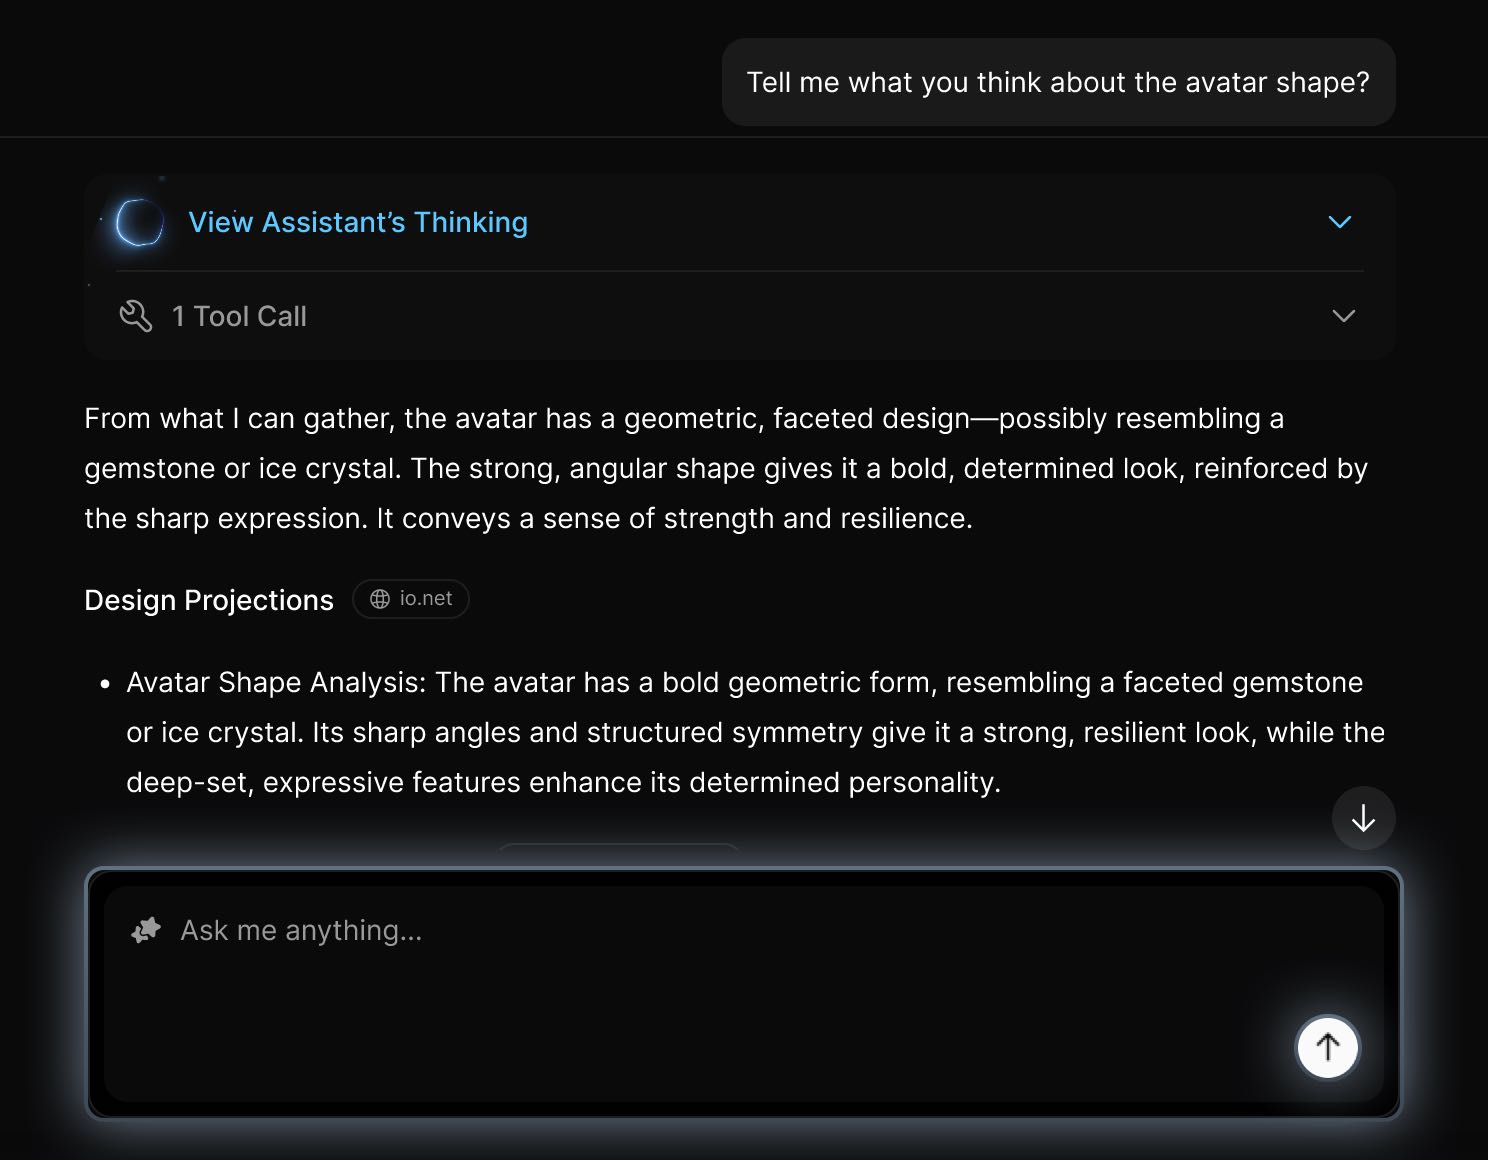 Tell me what you think about the avatar shape?
View Assistant’s Thinking
1 Tool Call
From what I can gather, the avatar has a geometric, faceted design—possibly resembling a
gemstone or ice crystal. The strong, angular shape gives it a bold, determined look, reinforced by
the sharp expression. It conveys a sense of strength and resilience.
Design Projections io.net
• Avatar Shape Analysis: The avatar has a bold geometric form, resembling a faceted gemstone
or ice crystal. Its sharp angles and structured symmetry give it a strong, resilient look, while the
deep-set, expressive features enhance its determined personality.
Ask me anything...